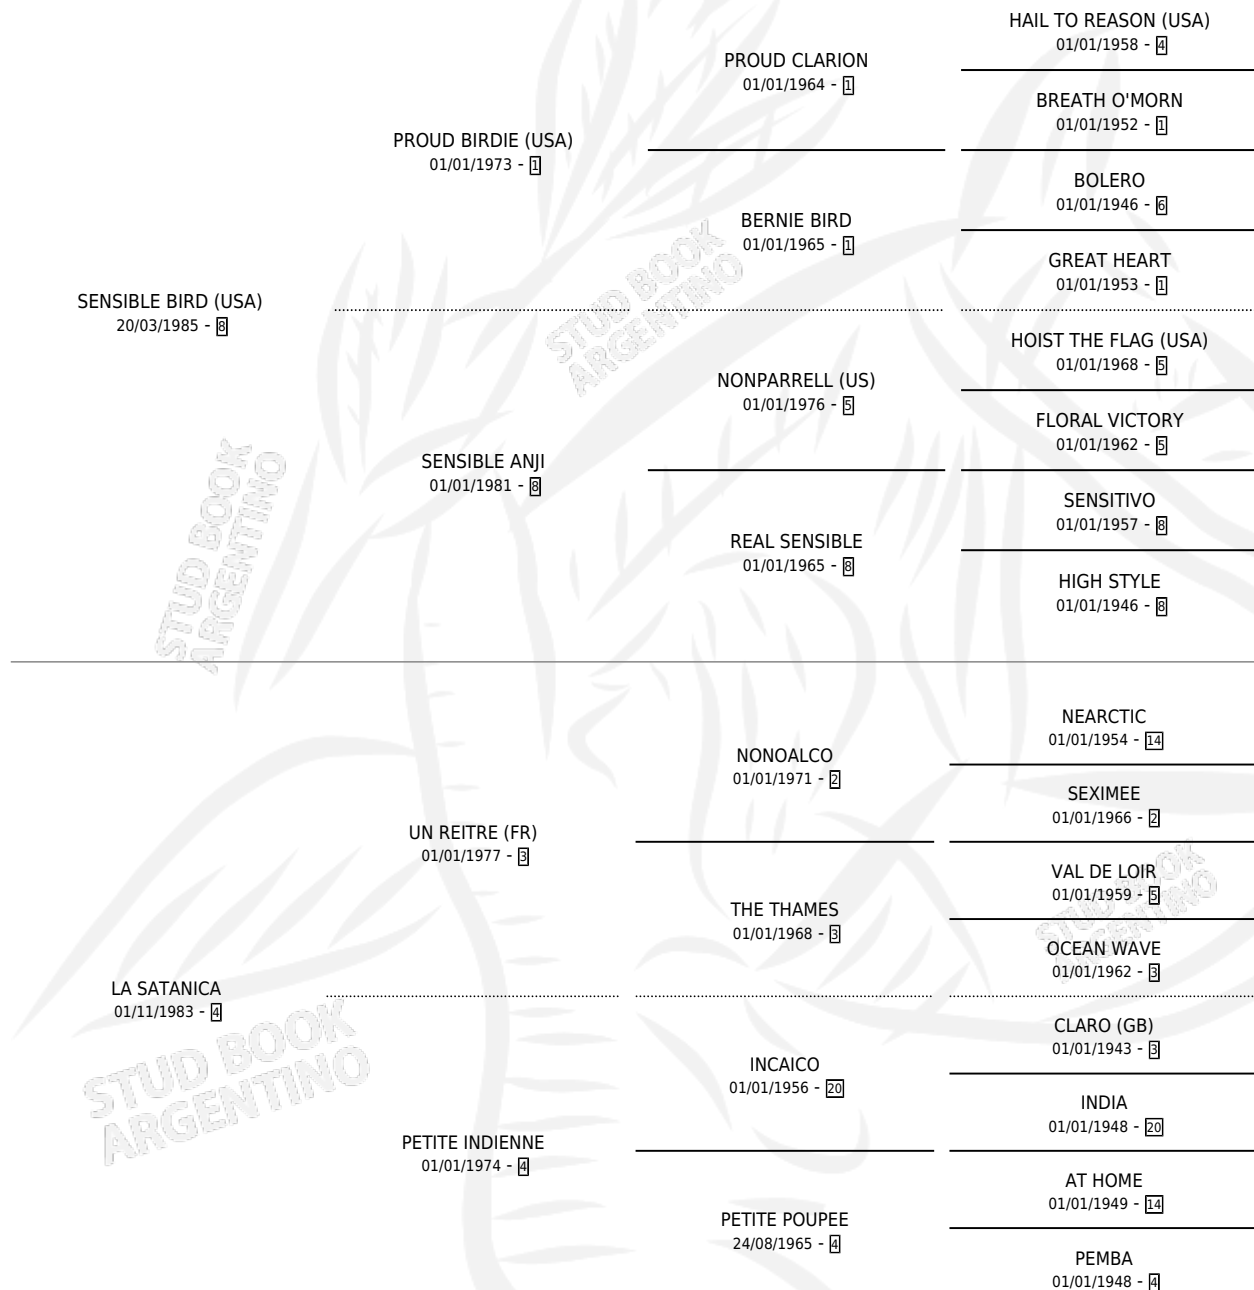 HAIL TO REASON (USA)
01/01/1958 - 4
PROUD CLARION
01/01/1964 - 1
BREATH O'MORN
01/01/1952 - 1
PROUD BIRDIE (USA)
01/01/1973 - 1
BOLERO
01/01/1946 - 6
BERNIE BIRD
01/01/1965 - 1
GREAT HEART
01/01/1953 - 1
SENSIBLE BIRD (USA)
20/03/1985 - 8
HOIST THE FLAG (USA)
01/01/1968 - 5
NONPARRELL (US)
01/01/1976 - 5
FLORAL VICTORY
01/01/1962 - 5
SENSIBLE ANJI
01/01/1981 - 8
SENSITIVO
01/01/1957 - 8
REAL SENSIBLE
01/01/1965 - 8
HIGH STYLE
01/01/1946 - 8
NEARCTIC
01/01/1954 - 14
NONOALCO
01/01/1971 - 2
SEXIMEE
01/01/1966 - 2
UN REITRE (FR)
01/01/1977 - 3
VAL DE LOIR
01/01/1959 - 5
THE THAMES
01/01/1968 - 3
OCEAN WAVE
01/01/1962 - 3
LA SATANICA
01/11/1983 - 4
CLARO (GB)
01/01/1943 - 3
INCAICO
01/01/1956 - 20
INDIA
01/01/1948 - 20
PETITE INDIENNE
01/01/1974 - 4
AT HOME
01/01/1949 - 14
PETITE POUPEE
24/08/1965 - 4
PEMBA
01/01/1948 - 4
STUD BOOK
ARGENTINO
STUD BOOK
ARGENTINO
STUD BOOK
ARGENTINO
STUD BOOK
ARGENTINO